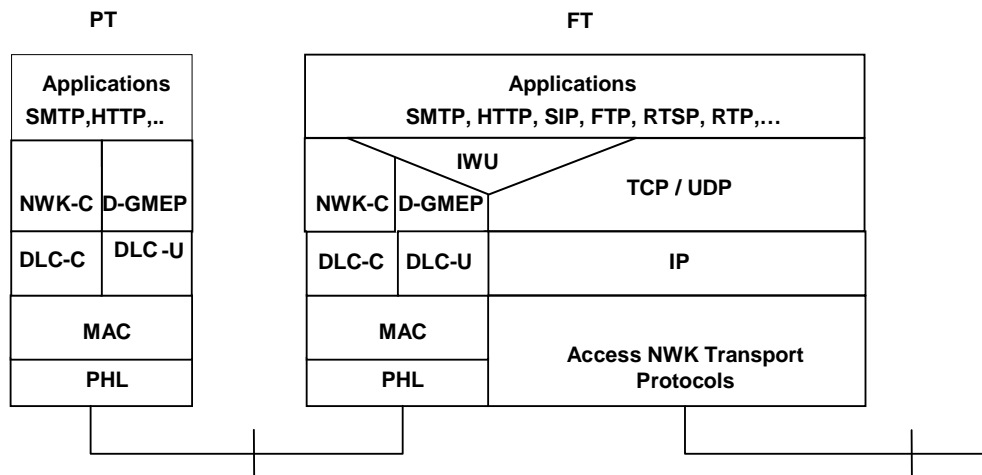 PT
FT
Applications
SMTP,HTTP,..
NWK-C
D-GMEP
DLC-C
DLC-U
MAC
PHL
Applications
SMTP, HTTP, SIP, FTP, RTSP, RTP,...
IWU
NWK-C
D-GMEP
TCP / UDP
DLC-C
DLC-U
IP
MAC
PHL
Access NWK Transport
Protocols